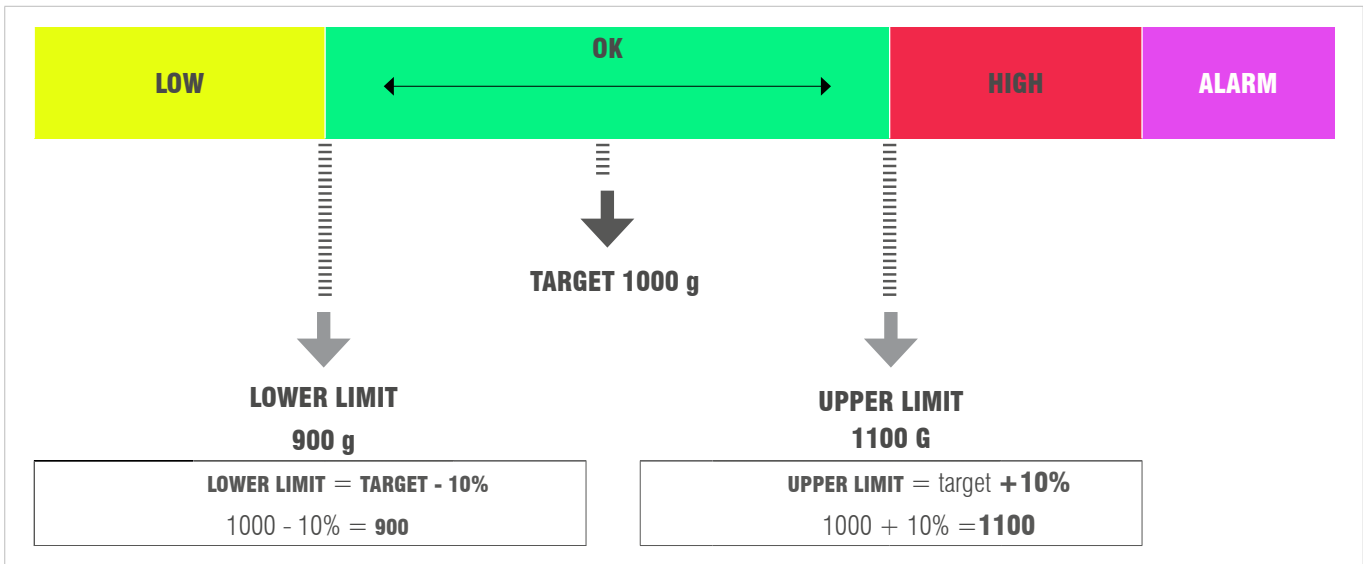 OK
LOW
HIGH
ALARM
TARGET 1000 g
LOWER LIMIT
900 g
LOWER LIMIT = TARGET - 10%
1000 - 10% = 900
UPPER LIMIT
1100 G
UPPER LIMIT = target +10%
1000 + 10% =1100